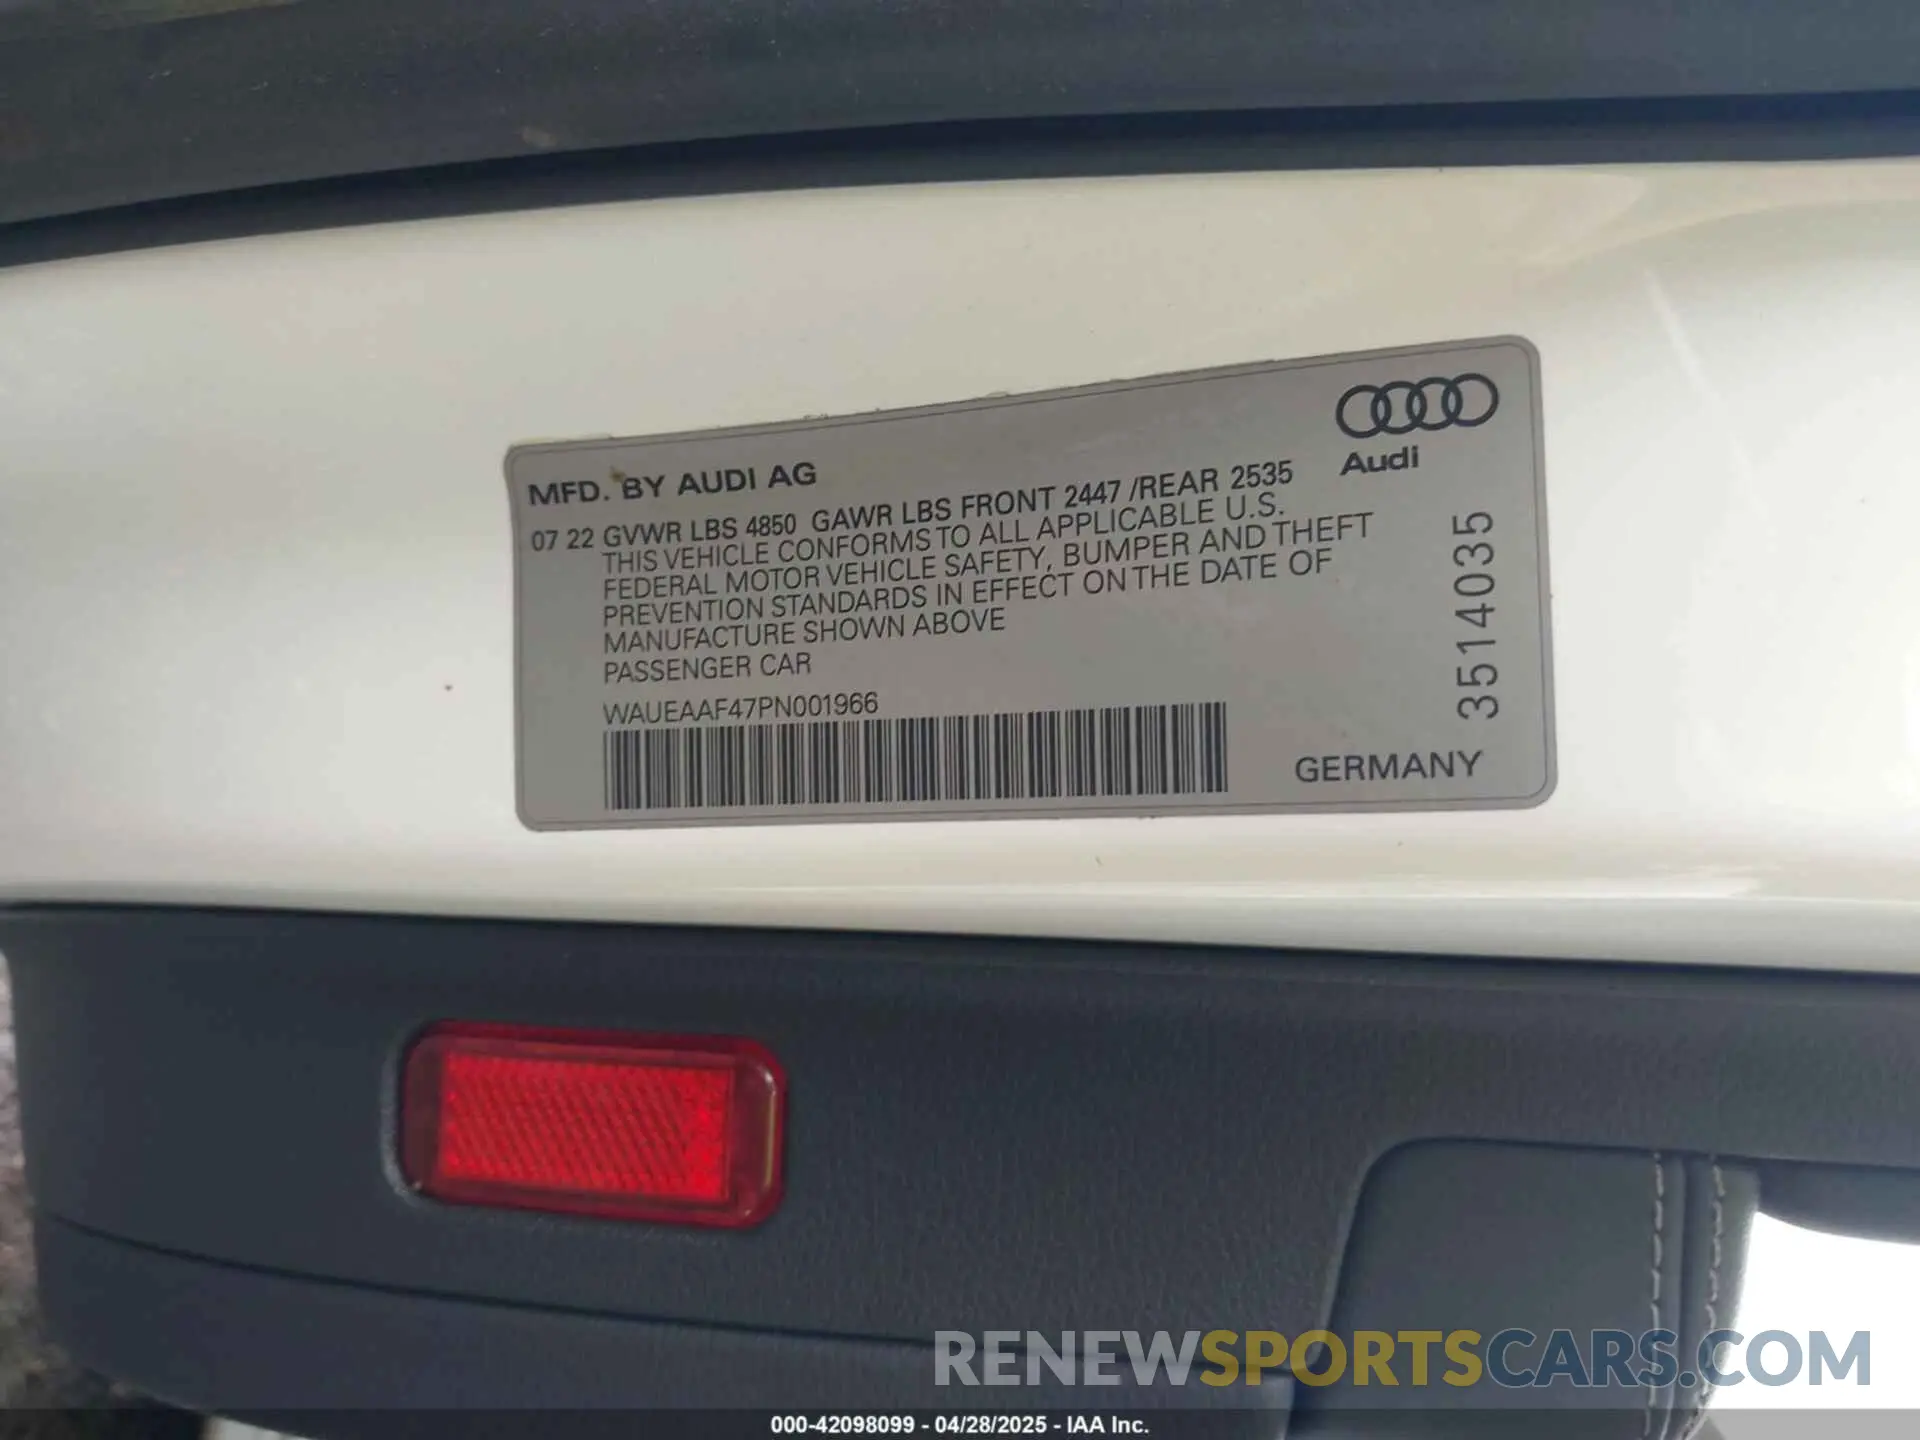 MFD. BY AUDI AG
Audi
07 22 GVWR LBS 4850 GAWR LBS FRONT 2447 /REAR 2535
THIS VEHICLE CONFORMS TO ALL APPLICABLE U.S.
FEDERAL MOTOR VEHICLE SAFETY, BUMPER AND THEFT
PREVENTION STANDARDS IN EFFECT ON THE DATE OF
MANUFACTURE SHOWN ABOVE
PASSENGER CAR
WAUEAAF47PN001966
GERMANY
3514035
RENEWSPORTSCARS.COM
000-42098099 - 04/28/2025 - IAA Inc.